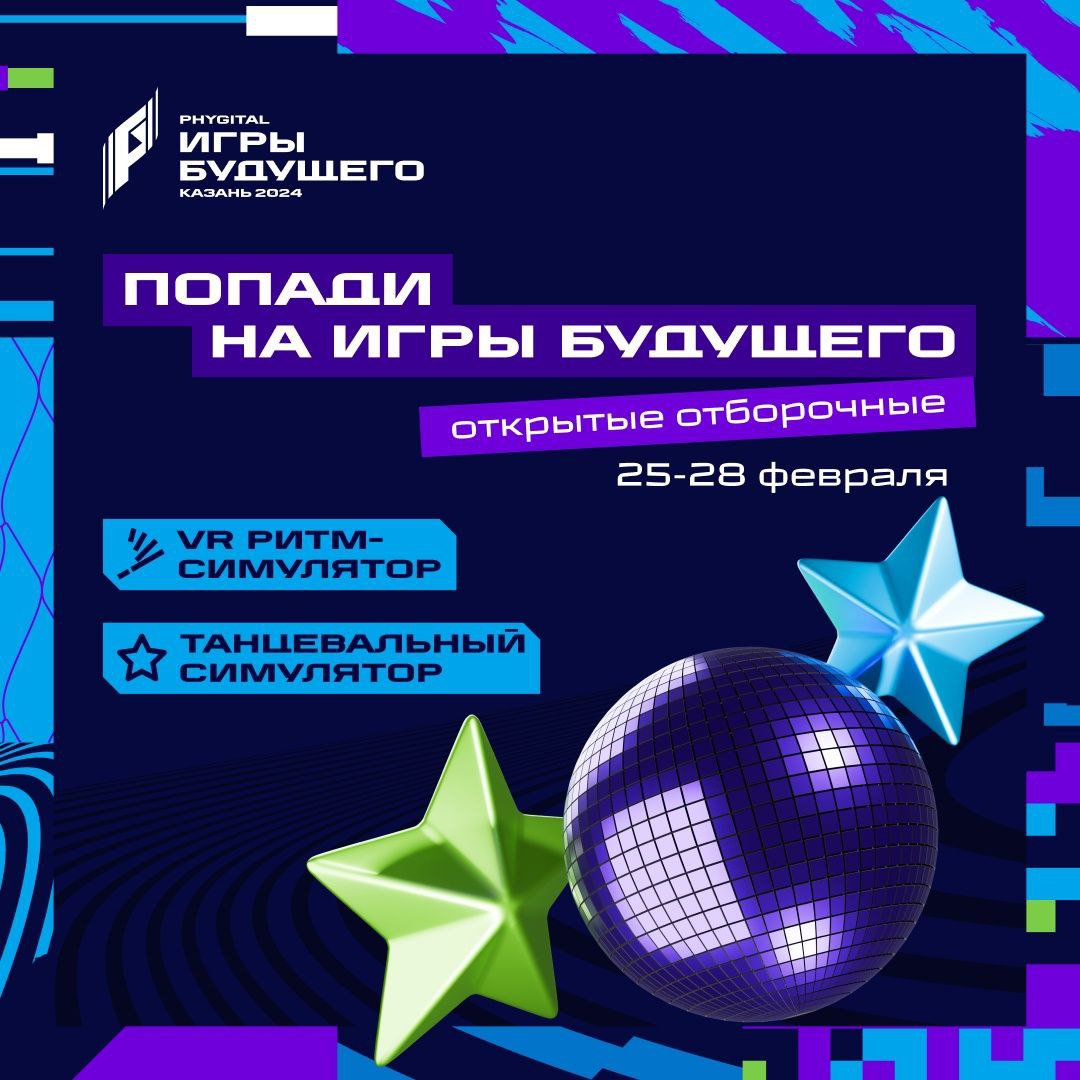 PHYGITAL
ИГРЫ
БУДУЩЕГО
КАЗАНЬ 2024
ПОПАДИ
НА ИГРЫ БУДУЩЕГО
открытые отборочные
25-28 февраля
VR РИТМ-
СИМУЛЯТОР
ТАНЦЕВАЛЬНЫЙ
СИМУЛЯТОР